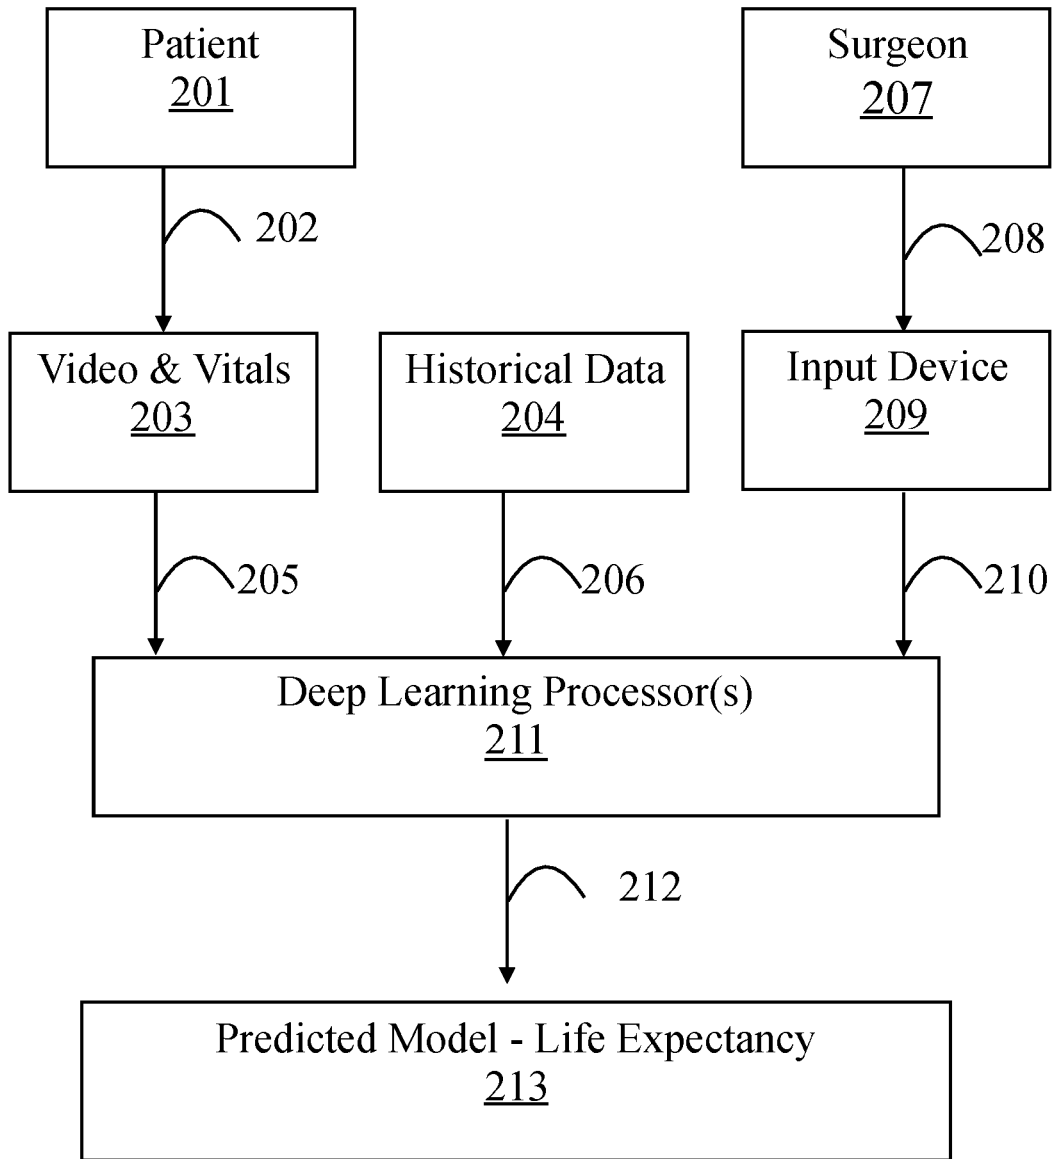 Patient
201
Surgeon
207
202
208
Video & Vitals
203
Historical Data
204
Input Device
209
205
206
210
Deep Learning Processor(s)
211
212
Predicted Model - Life Expectancy
213